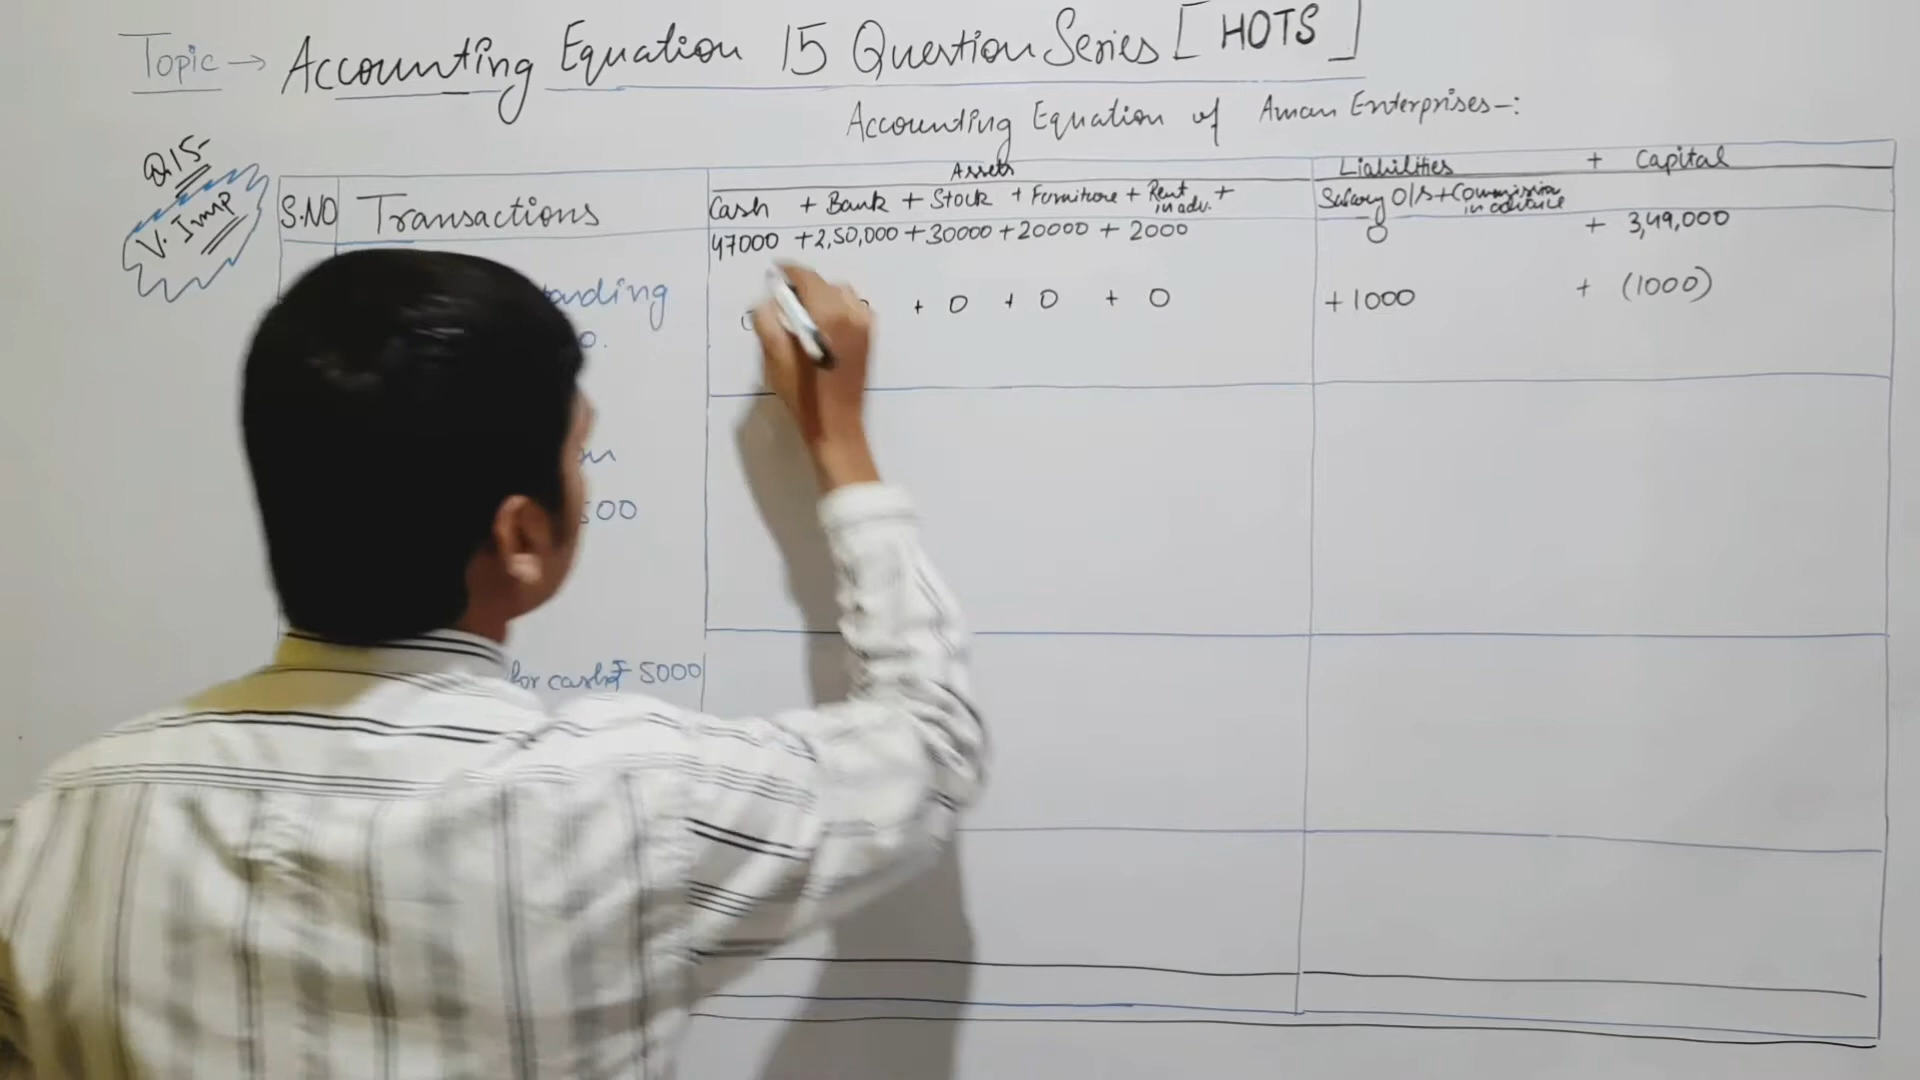 Topic → Accounting Equation 15 Question Series [HOTS]
Accounting Equation of Aman Enterprises-:
Q.15-
V. Imp
S.NO Transactions
Assets
Liabilities + Capital
Cash + Bank + Stock + Furniture + Rent in adv. +
Salary O/s + Commission in advance
47000 + 2,50,000 + 30000 + 20000 + 2000
0 + 3,49,000
+ 0 + 0 + 0
+1000 + (1000)
for cash ₹ 5000